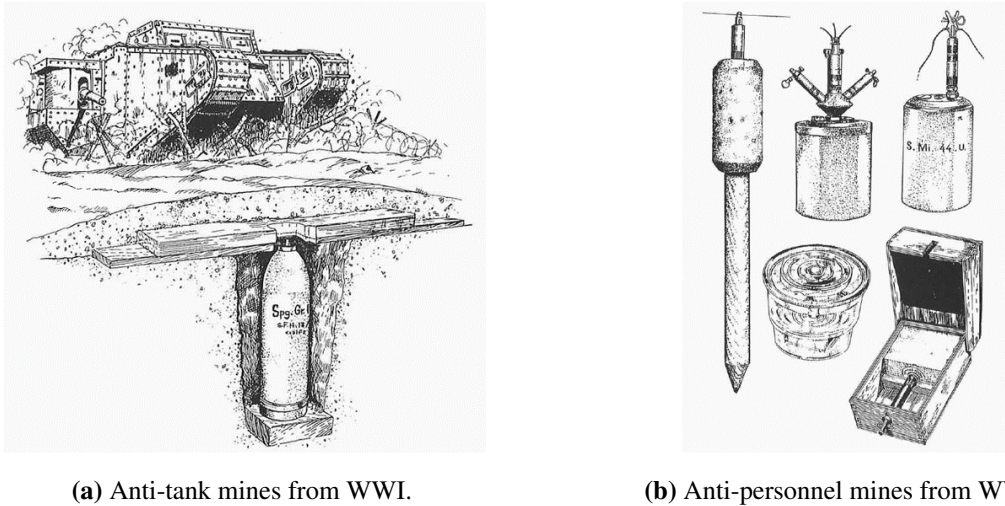 Spg. Gr.
S. Mi. 44. U.
(a) Anti-tank mines from WWI.
(b) Anti-personnel mines from W